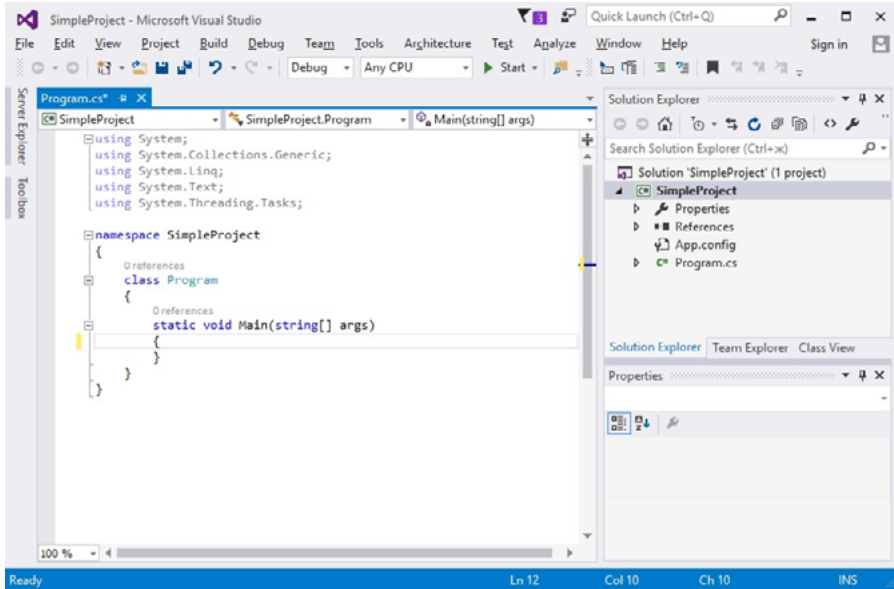 SimpleProject - Microsoft Visual Studio
3
Quick Launch (Ctrl+Q)
File Edit View Project Build Debug Team Tools Architecture Test Analyze Window Help Sign in
Debug Any CPU Start
Server Explorer
Toolbox
Program.cs*
SimpleProject SimpleProject.Program Main(string[] args)
using System;
using System.Collections.Generic;
using System.Linq;
using System.Text;
using System.Threading.Tasks;
namespace SimpleProject
{
0 references
class Program
{
0 references
static void Main(string[] args)
{
}
}
}
100 %
Solution Explorer
Search Solution Explorer (Ctrl+ж)
Solution 'SimpleProject' (1 project)
C# SimpleProject
Properties
References
App.config
C# Program.cs
Solution Explorer Team Explorer Class View
Properties
Ready Ln 12 Col 10 Ch 10 INS